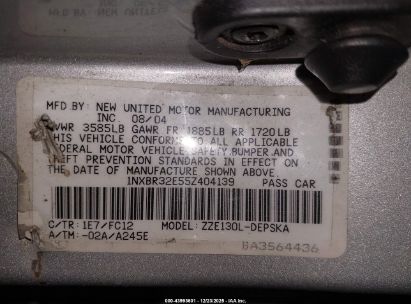 MFD BY: NEW UNITED MOTOR MANUFACTURING
INC. 08/04
GVWR 3585LB GAWR FR 1885LB RR 1720LB
THIS VEHICLE CONFORMS TO ALL APPLICABLE
FEDERAL MOTOR VEHICLE SAFETY,BUMPER,AND
THEFT PREVENTION STANDARDS IN EFFECT ON
THE DATE OF MANUFACTURE SHOWN ABOVE.
1NXBR32E55Z404139 PASS CAR
C/TR: 1E7/FC12 MODEL: ZZE130L-DEPSKA
A/TM: -02A/A245E
BA3564436